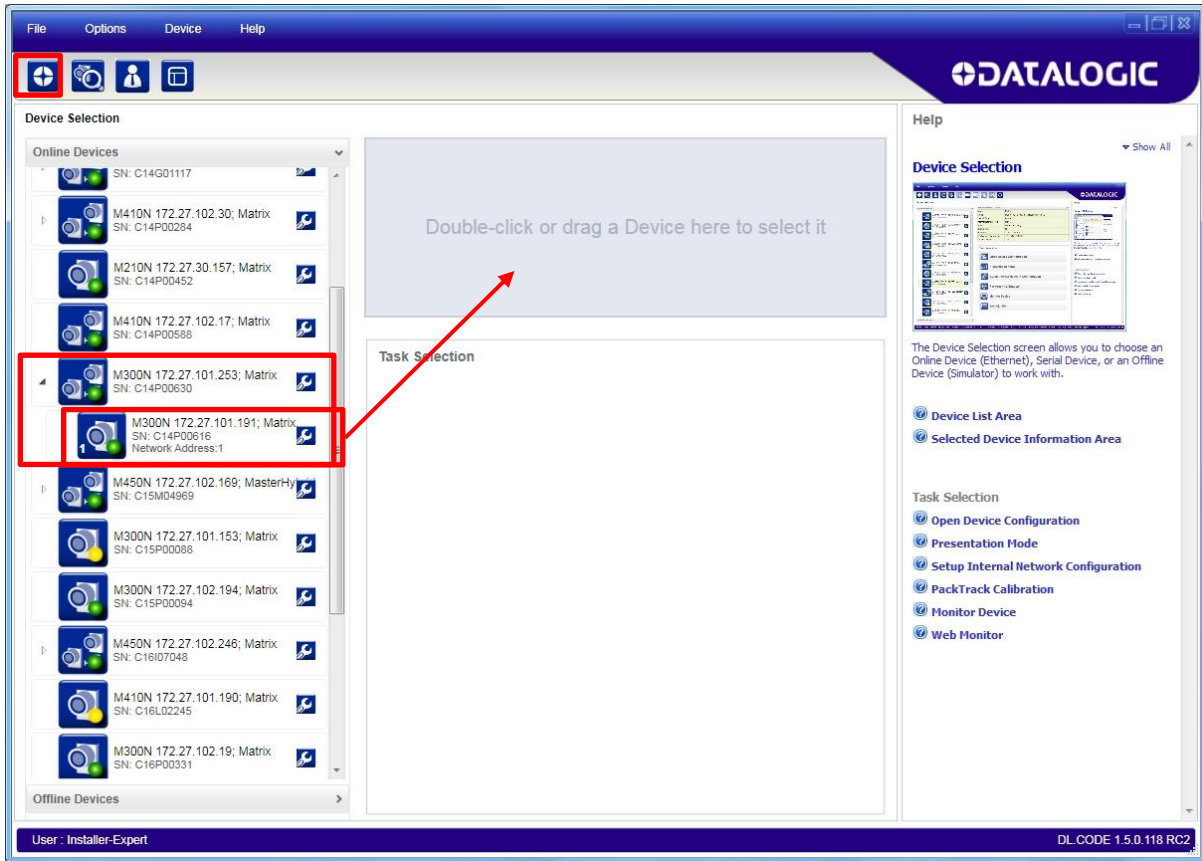 File Options Device Help
DATALOGIC
Device Selection
Online Devices
SN: C14G01117
M410N 172.27.102.30; Matrix
SN: C14P00284
M210N 172.27.30.157; Matrix
SN: C14P00452
M410N 172.27.102.17; Matrix
SN: C14P00588
M300N 172.27.101.253; Matrix
SN: C14P00630
M300N 172.27.101.191; Matrix
SN: C14P00616
Network Address:1
1
M450N 172.27.102.169; MasterHy
SN: C15M04969
M300N 172.27.101.153; Matrix
SN: C15P00088
M300N 172.27.102.194; Matrix
SN: C15P00094
M450N 172.27.102.246; Matrix
SN: C16I07048
M410N 172.27.101.190; Matrix
SN: C16L02245
M300N 172.27.102.19; Matrix
SN: C16P00331
Offline Devices
Double-click or drag a Device here to select it
Task Selection
Help
Show All
Device Selection
DATALOGIC
The Device Selection screen allows you to choose an
Online Device (Ethernet), Serial Device, or an Offline
Device (Simulator) to work with.
Device List Area
Selected Device Information Area
Task Selection
Open Device Configuration
Presentation Mode
Setup Internal Network Configuration
PackTrack Calibration
Monitor Device
Web Monitor
User : Installer-Expert
DL.CODE 1.5.0.118 RC2